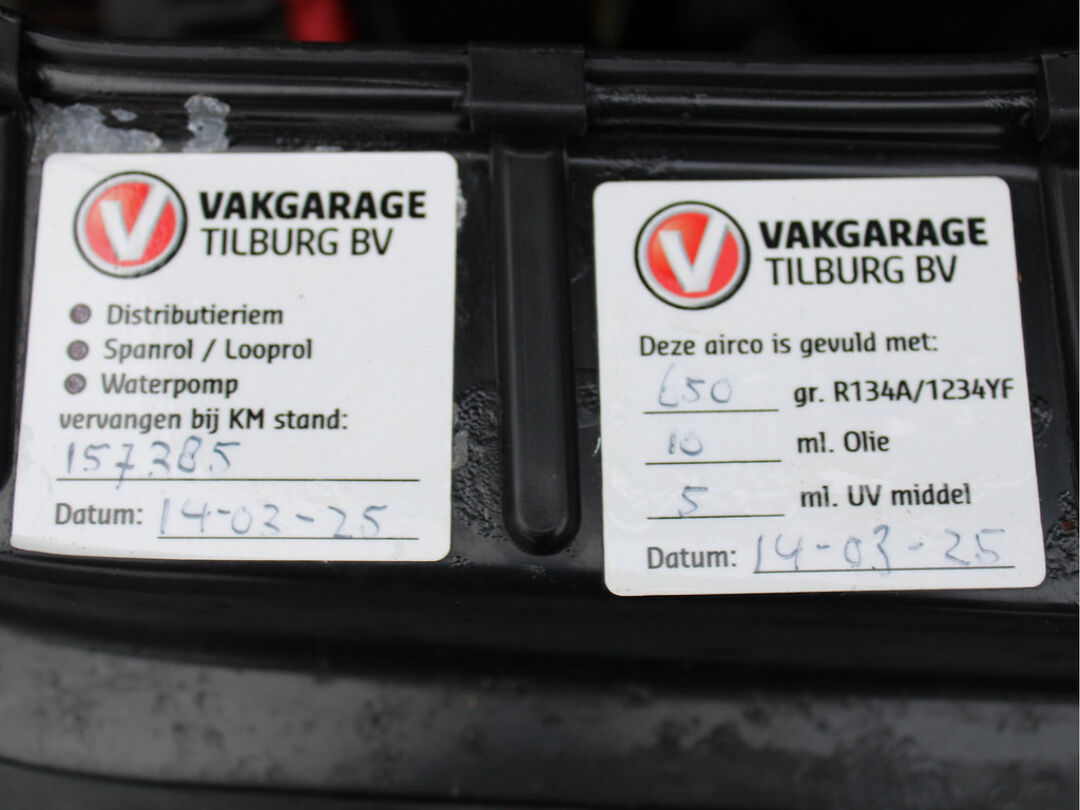 V VAKGARAGE
TILBURG BV
Distributieriem
Spanrol / Looprol
Waterpomp
vervangen bij KM stand:
157.385
Datum: 14-03-25
V VAKGARAGE
TILBURG BV
Deze airco is gevuld met:
650 gr. R134A/1234YF
10 ml. Olie
5 ml. UV middel
Datum: 14-03-25